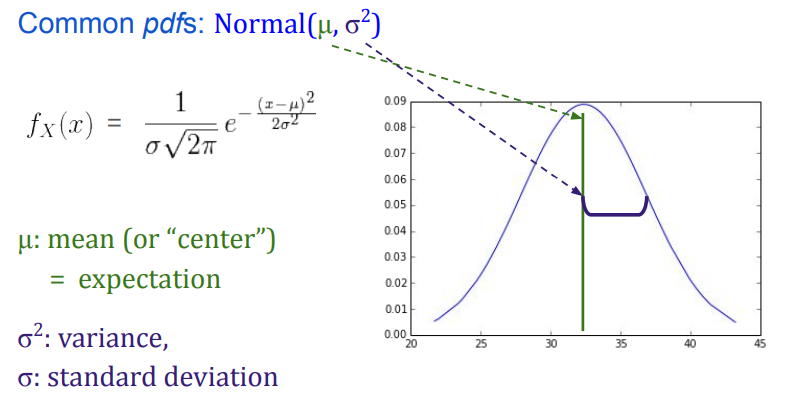 Common pdfs: Normal(μ, σ²)
f_X(x) = 1/(σ√2π) e^(−(x−μ)²/2σ²)
μ: mean (or “center”)
= expectation
σ²: variance,
σ: standard deviation
0.09
0.08
0.07
0.06
0.05
0.04
0.03
0.02
0.01
0.00
20 25 30 35 40 45